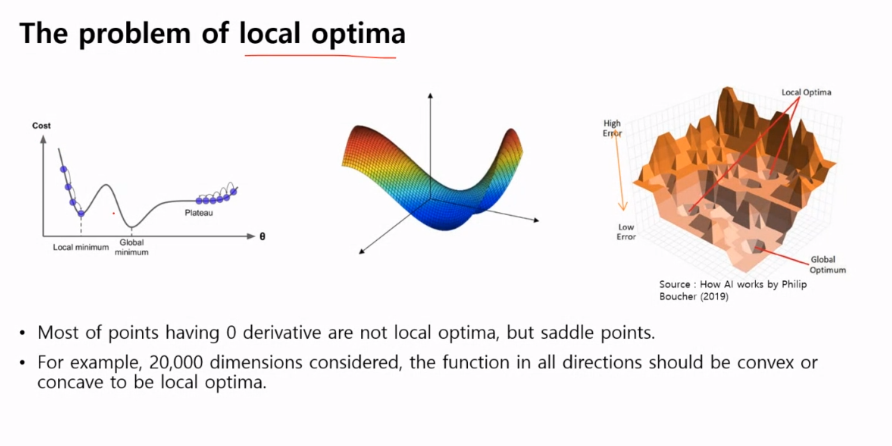 The problem of local optima
Cost
Local minimum
Global
minimum
Plateau
θ
High
Error
Low
Error
Local Optima
Global
Optimum
Source : How AI works by Philip
Boucher (2019)
• Most of points having 0 derivative are not local optima, but saddle points.
• For example, 20,000 dimensions considered, the function in all directions should be convex or
concave to be local optima.